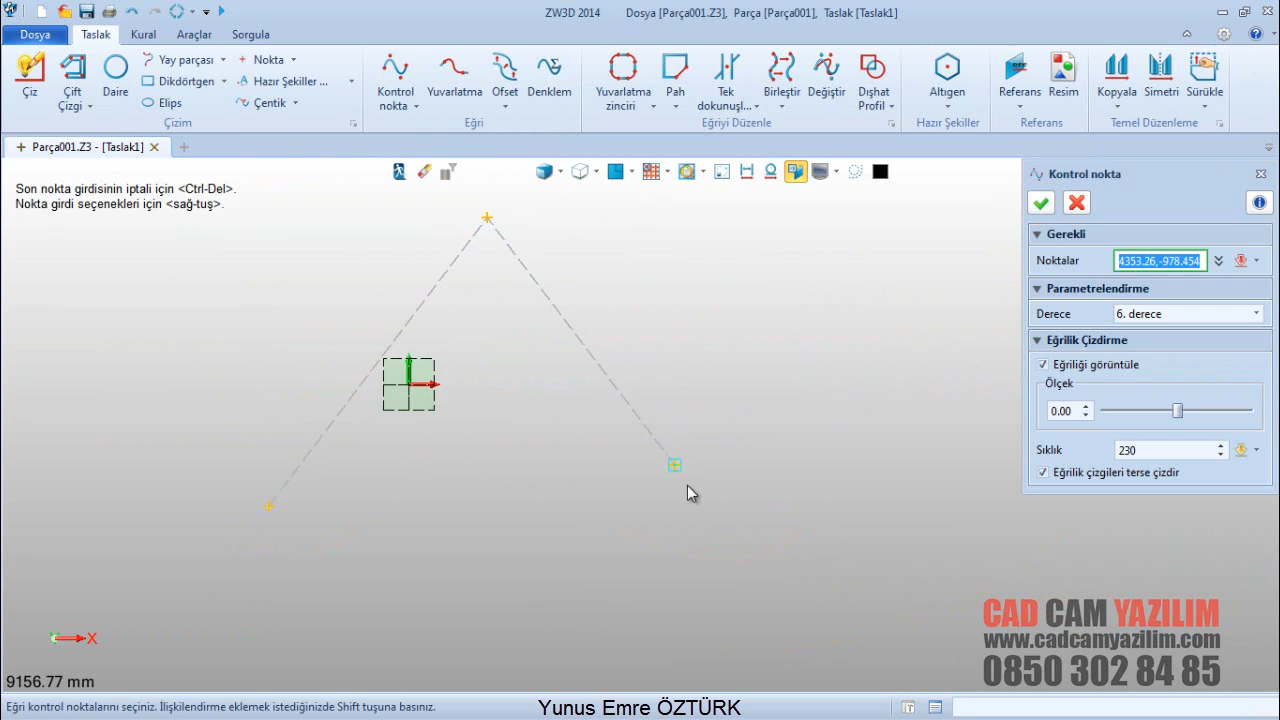 ZW3D 2014 Dosya [Parça001.Z3], Parça [Parça001], Taslak [Taslak1]
Dosya Taslak Kural Araçlar Sorgula
Çiz
Çift Çizgi
Daire
Yay parçası
Dikdörtgen
Elips
Nokta
Hazır Şekiller ...
Çentik
Kontrol nokta
Yuvarlatma
Ofset
Denklem
Yuvarlatma zinciri
Pah
Tek dokunuşl...
Birleştir
Değiştir
Dışhat Profil
Altıgen
Referans
Resim
Kopyala
Simetri
Sürükle
Çizim Eğri Eğriyi Düzenle Hazır Şekiller Referans Temel Düzenleme
Parça001.Z3 - [Taslak1]
Son nokta girdisinin iptali için <Ctrl-Del>.
Nokta girdi seçenekleri için <sağ-tuş>.
Kontrol nokta
Gerekli
Noktalar 4353.26,-978.454
Parametrelendirme
Derece 6. derece
Eğrilik Çizdirme
Eğriliği görüntüle
Ölçek
0.00
Sıklık 230
Eğrilik çizgileri terse çizdir
X
9156.77 mm
CAD CAM YAZILIM
www.cadcamyazilim.com
0850 302 84 85
Eğri kontrol noktalarını seçiniz. İlişkilendirme eklemek istediğinizde Shift tuşuna basınız.
Yunus Emre ÖZTÜRK